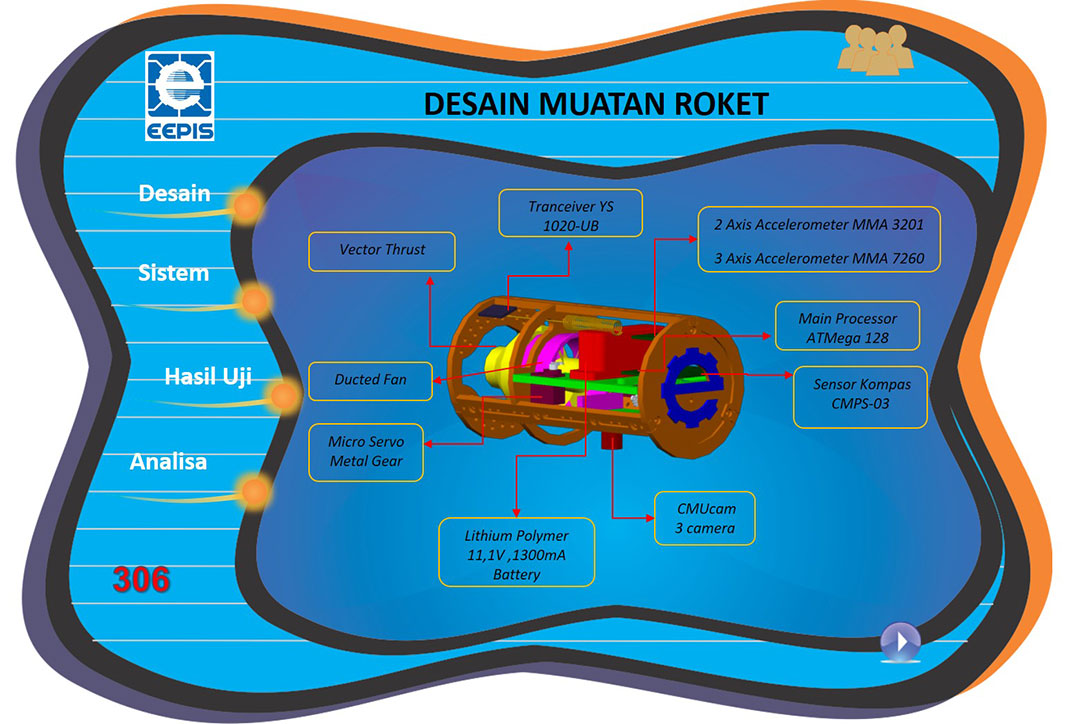 EEPIS
DESAIN MUATAN ROKET
Desain
Sistem
Hasil Uji
Analisa
306
Tranceiver YS
1020-UB
Vector Thrust
2 Axis Accelerometer MMA 3201
3 Axis Accelerometer MMA 7260
Main Processor
ATMega 128
Ducted Fan
Sensor Kompas
CMPS-03
Micro Servo
Metal Gear
CMUcam
3 camera
Lithium Polymer
11,1V ,1300mA
Battery